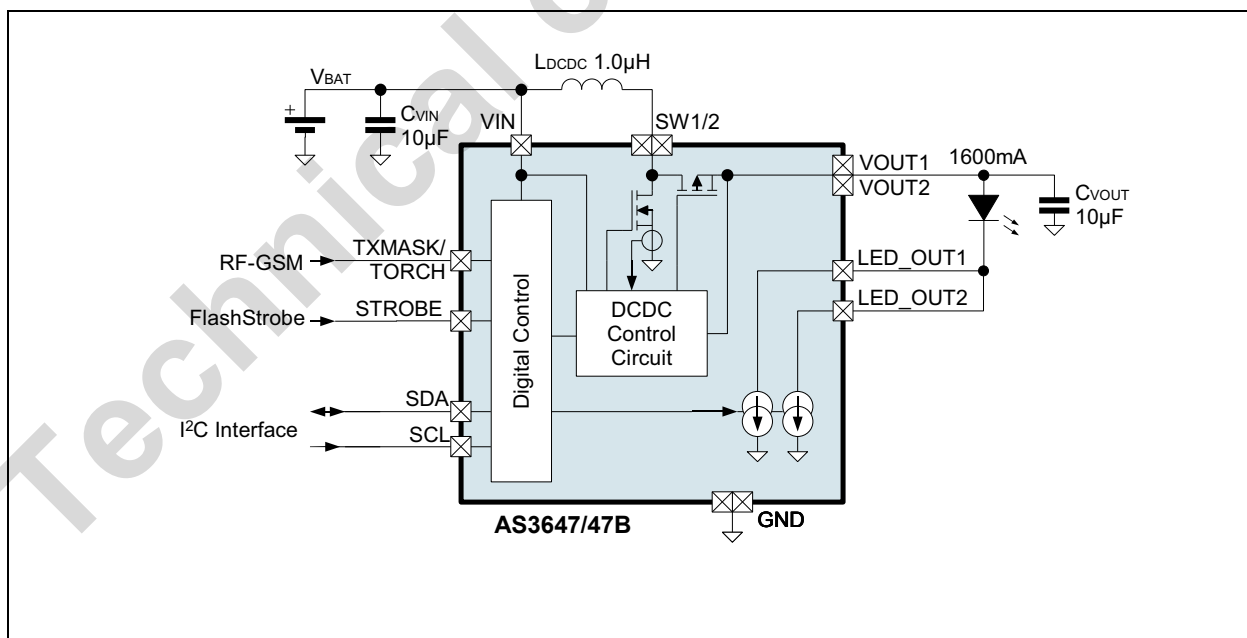 Technical c
LDCDC 1.0µH
VBAT
+
CVIN
10µF
VIN
SW1/2
VOUT1
VOUT2
1600mA
CVOUT
10µF
RF-GSM
TXMASK/
TORCH
FlashStrobe
STROBE
Digital Control
DCDC
Control
Circuit
LED_OUT1
LED_OUT2
I²C Interface
SDA
SCL
AS3647/47B
GND